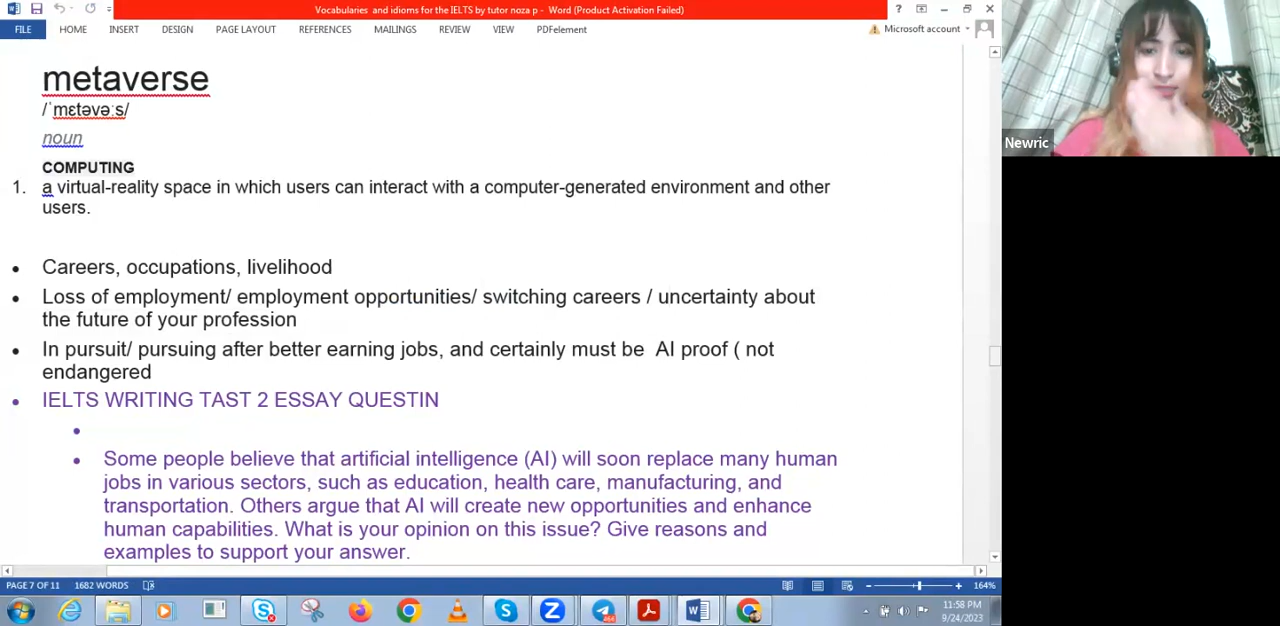 Vocabularies and idioms for the IELTS by tutor noza p - Word (Product Activation Failed)
FILE HOME INSERT DESIGN PAGE LAYOUT REFERENCES MAILINGS REVIEW VIEW PDFelement Microsoft account
metaverse
/ˈmɛtəvəːs/
noun
COMPUTING
1. a virtual-reality space in which users can interact with a computer-generated environment and other
users.
• Careers, occupations, livelihood
• Loss of employment/ employment opportunities/ switching careers / uncertainty about
the future of your profession
• In pursuit/ pursuing after better earning jobs, and certainly must be AI proof ( not
endangered
• IELTS WRITING TAST 2 ESSAY QUESTIN
•
• Some people believe that artificial intelligence (AI) will soon replace many human
jobs in various sectors, such as education, health care, manufacturing, and
transportation. Others argue that AI will create new opportunities and enhance
human capabilities. What is your opinion on this issue? Give reasons and
examples to support your answer.
Newric
PAGE 7 OF 11 1682 WORDS 164%
11:58 PM
9/24/2023